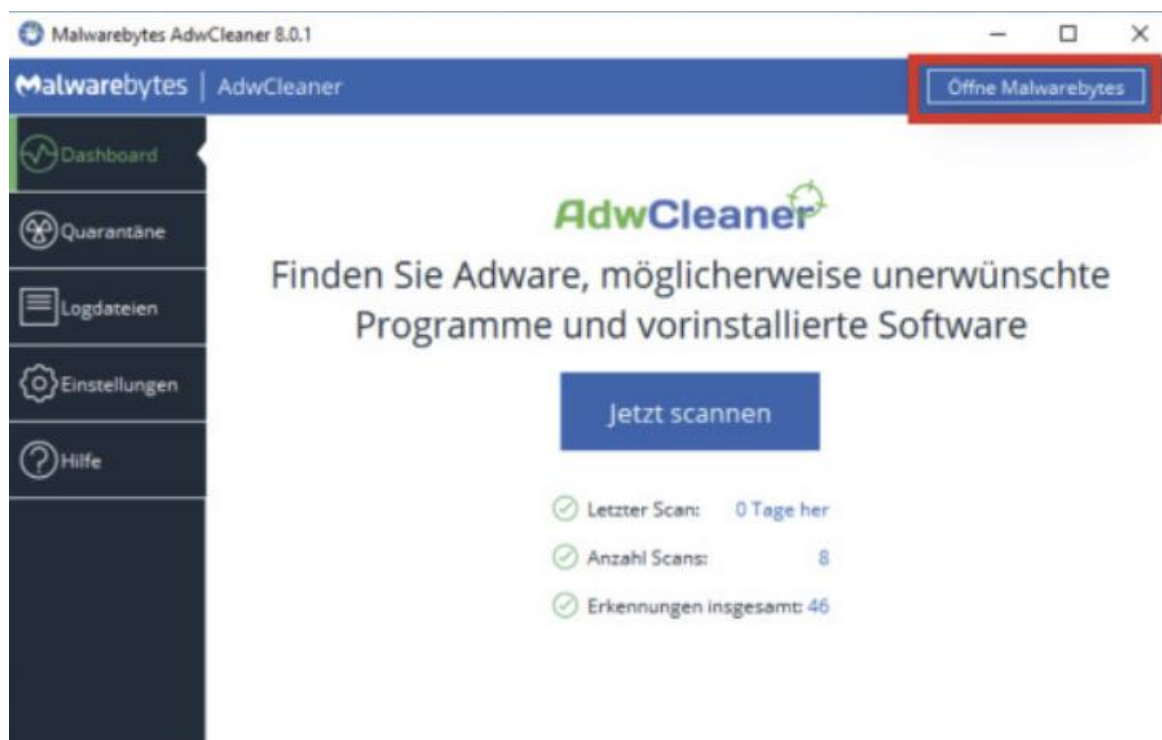 Malwarebytes AdwCleaner 8.0.1
Malwarebytes | AdwCleaner
Öffne Malwarebytes
Dashboard
Quarantäne
Logdateien
Einstellungen
Hilfe
AdwCleaner
Finden Sie Adware, möglicherweise unerwünschte
Programme und vorinstallierte Software
Jetzt scannen
Letzter Scan: 0 Tage her
Anzahl Scans: 8
Erkennungen insgesamt: 46